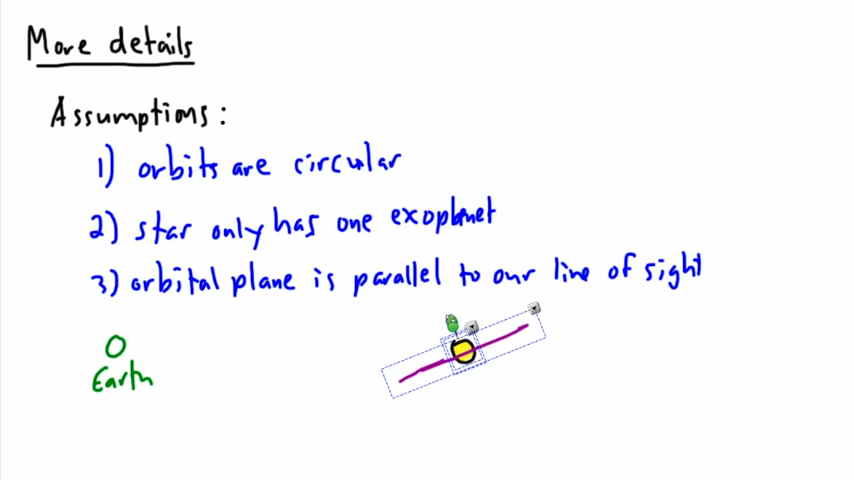 More details
Assumptions:
1) orbits are circular
2) star only has one exoplanet
3) orbital plane is parallel to our line of sight
Earth